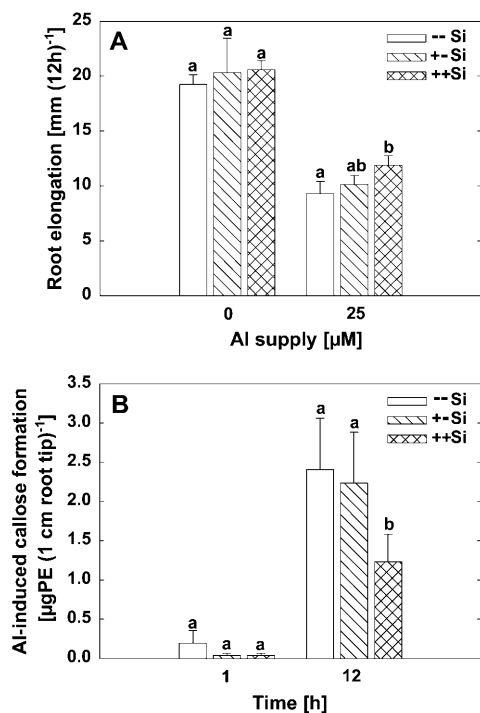 A
-- Si
+-Si
++Si
Root elongation [mm (12h)⁻¹]
25
20
15
10
5
0
a
a
a
a
ab
b
0
25
Al supply [µM]
B
-- Si
+-Si
++Si
Al-induced callose formation
[µgPE (1 cm root tip)⁻¹]
3.5
3.0
2.5
2.0
1.5
1.0
0.5
0.0
a
a
a
a
a
b
1
12
Time [h]